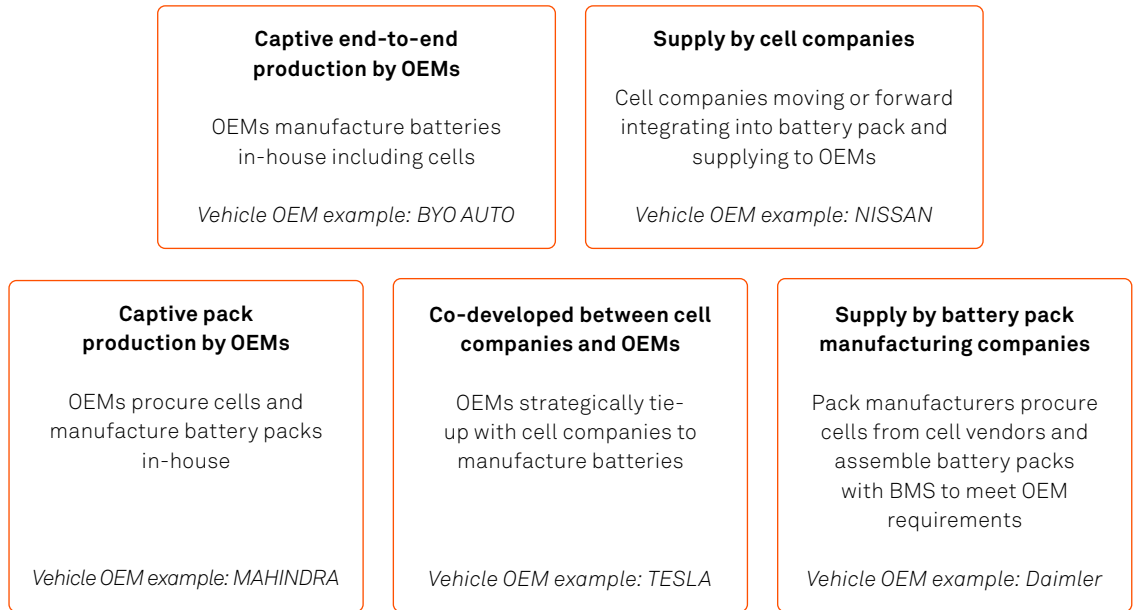 Captive end-to-end
production by OEMs
OEMs manufacture batteries
in-house including cells
Vehicle OEM example: BYO AUTO
Supply by cell companies
Cell companies moving or forward
integrating into battery pack and
supplying to OEMs
Vehicle OEM example: NISSAN
Captive pack
production by OEMs
OEMs procure cells and
manufacture battery packs
in-house
Vehicle OEM example: MAHINDRA
Co-developed between cell
companies and OEMs
OEMs strategically tie-
up with cell companies to
manufacture batteries
Vehicle OEM example: TESLA
Supply by battery pack
manufacturing companies
Pack manufacturers procure
cells from cell vendors and
assemble battery packs
with BMS to meet OEM
requirements
Vehicle OEM example: Daimler